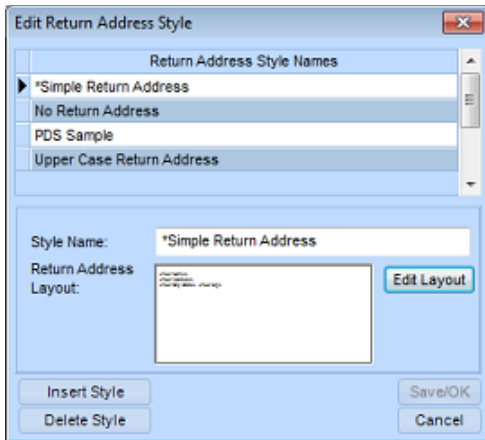 Edit Return Address Style
Return Address Style Names
*Simple Return Address
No Return Address
PDS Sample
Upper Case Return Address
Style Name:
*Simple Return Address
Return Address
Layout:
Edit Layout
Insert Style
Save/OK
Delete Style
Cancel